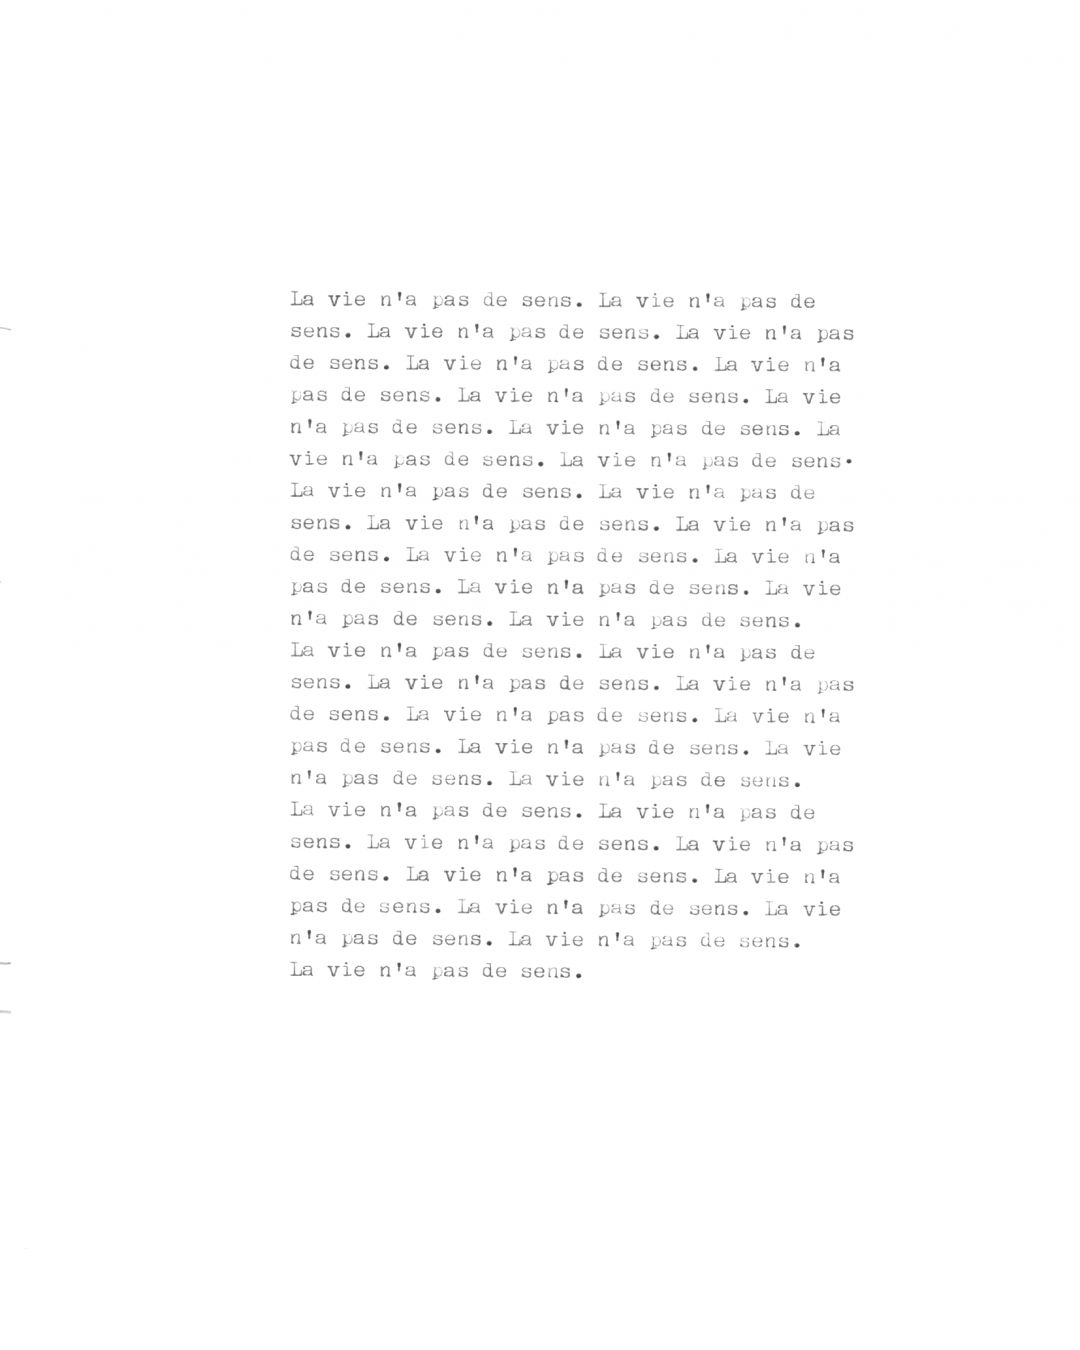 La vie n'a pas de sens. La vie n'a pas de
sens. La vie n'a pas de sens. La vie n'a pas
de sens. La vie n'a pas de sens. La vie n'a
pas de sens. La vie n'a pas de sens. La vie
n'a pas de sens. La vie n'a pas de sens. La
vie n'a pas de sens. La vie n'a pas de sens.
La vie n'a pas de sens. La vie n'a pas de
sens. La vie n'a pas de sens. La vie n'a pas
de sens. La vie n'a pas de sens. La vie n'a
pas de sens. La vie n'a pas de sens. La vie
n'a pas de sens. La vie n'a pas de sens.
La vie n'a pas de sens. La vie n'a pas de
sens. La vie n'a pas de sens. La vie n'a pas
de sens. La vie n'a pas de sens. La vie n'a
pas de sens. La vie n'a pas de sens. La vie
n'a pas de sens. La vie n'a pas de sens.
La vie n'a pas de sens. La vie n'a pas de
sens. La vie n'a pas de sens. La vie n'a pas
de sens. La vie n'a pas de sens. La vie n'a
pas de sens. La vie n'a pas de sens. La vie
n'a pas de sens. La vie n'a pas de sens.
La vie n'a pas de sens.